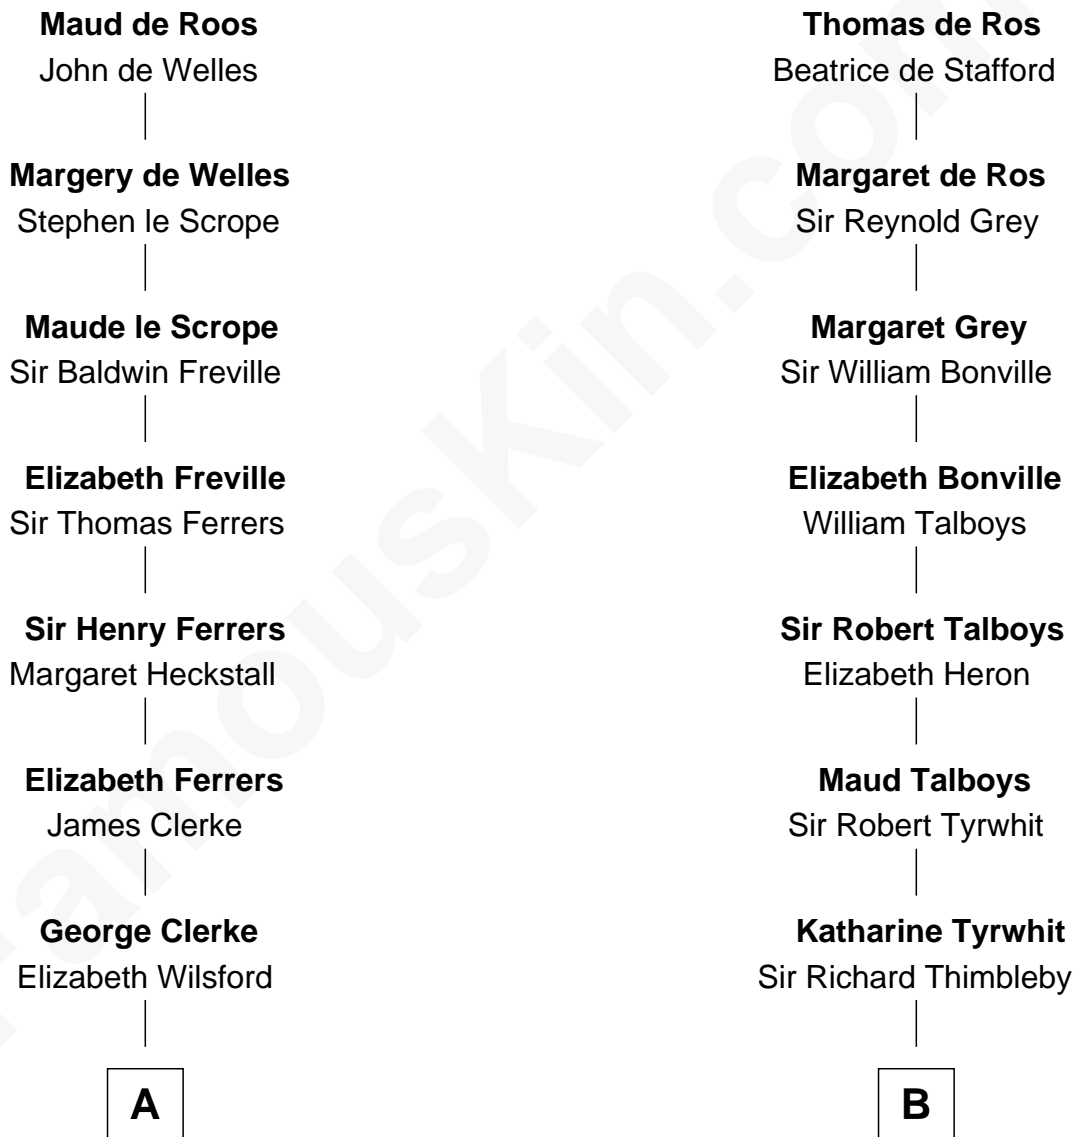 Maud de Roos
John de Welles
Margery de Welles
Stephen le Scrope
Maude le Scrope
Sir Baldwin Freville
Elizabeth Freville
Sir Thomas Ferrers
Sir Henry Ferrers
Margaret Heckstall
Elizabeth Ferrers
James Clerke
George Clerke
Elizabeth Wilsford
A
Thomas de Ros
Beatrice de Stafford
Margaret de Ros
Sir Reynold Grey
Margaret Grey
Sir William Bonville
Elizabeth Bonville
William Talboys
Sir Robert Talboys
Elizabeth Heron
Maud Talboys
Sir Robert Tyrwhit
Katharine Tyrwhit
Sir Richard Thimbleby
B
FamousKin.com